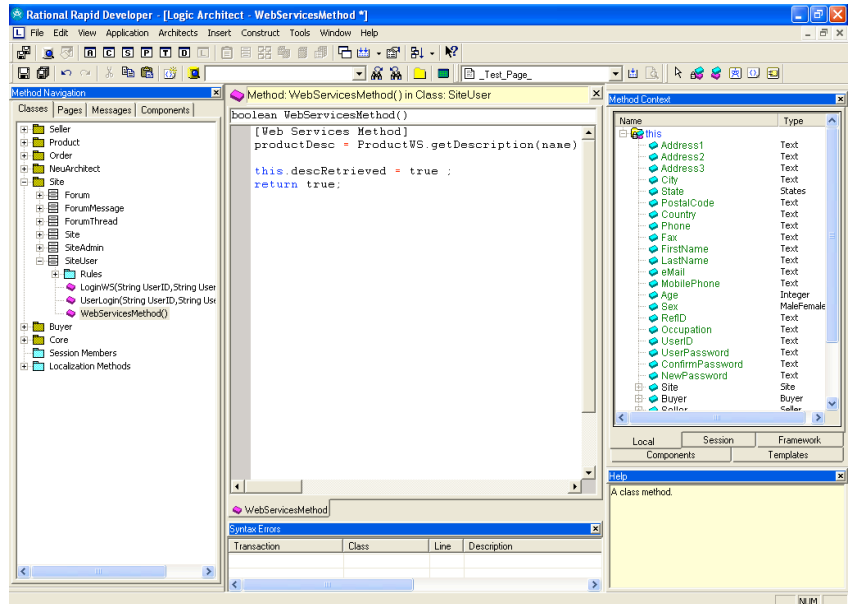 Rational Rapid Developer - [Logic Architect - WebServicesMethod *]
File Edit View Application Architects Insert Construct Tools Window Help
A C S P T D
_Test_Page_
Method Navigation
Classes Pages Messages Components
Seller
Product
Order
NeuArchitect
Site
Forum
ForumMessage
ForumThread
Site
SiteAdmin
SiteUser
Rules
LoginWS(String UserID,String User
UserLogin(String UserID,String Use
WebServicesMethod()
Buyer
Core
Session Members
Localization Methods
Method: WebServicesMethod() in Class: SiteUser
boolean WebServicesMethod()
[Web Services Method]
productDesc = ProductWS.getDescription(name)
this.descRetrieved = true ;
return true;
WebServicesMethod
Syntax Errors
Transaction Class Line Description
Method Context
Name Type
this
Address1 Text
Address2 Text
Address3 Text
City Text
State States
PostalCode Text
Country Text
Phone Text
Fax Text
FirstName Text
LastName Text
eMail Text
MobilePhone Text
Age Integer
Sex MaleFemale
RefID Text
Occupation Text
UserID Text
UserPassword Text
ConfirmPassword Text
NewPassword Text
Site Site
Buyer Buyer
Seller Seller
Local Session Framework
Components Templates
Help
A class method.
NUM